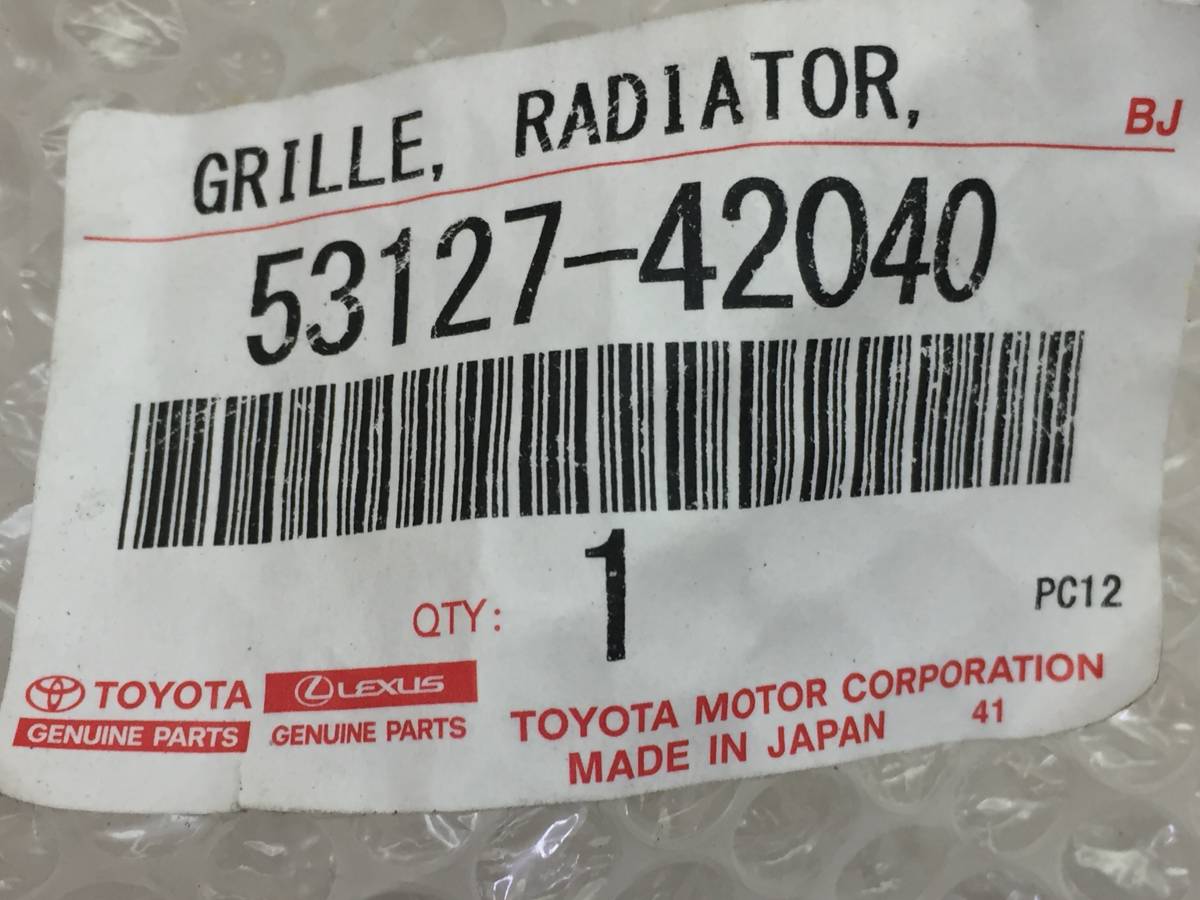 GRILLE, RADIATOR,
BJ
53127-42040
QTY: 1
PC12
TOYOTA
GENUINE PARTS
LEXUS
GENUINE PARTS
TOYOTA MOTOR CORPORATION
MADE IN JAPAN 41